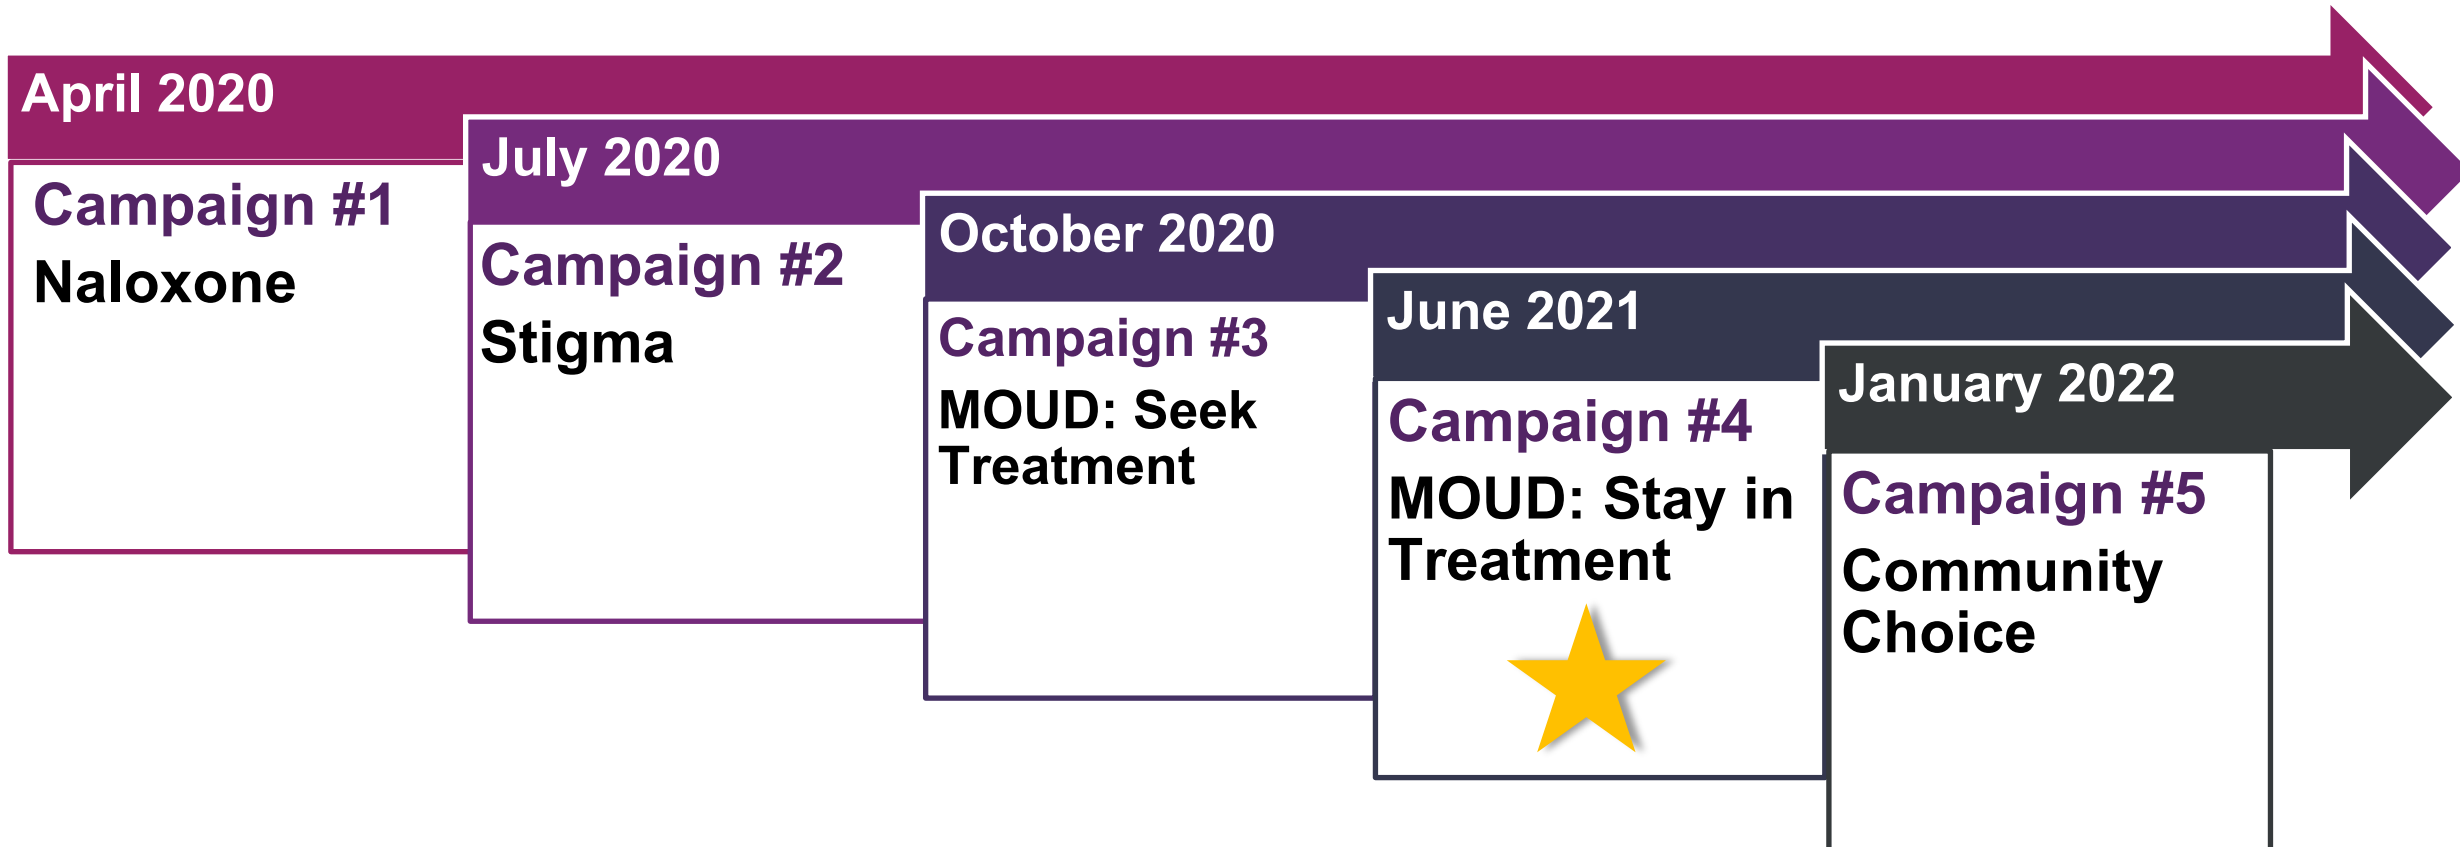 April 2020
Campaign #1
Naloxone
July 2020
Campaign #2
Stigma
October 2020
Campaign #3
MOUD: Seek
Treatment
June 2021
Campaign #4
MOUD: Stay in
Treatment
January 2022
Campaign #5
Community
Choice